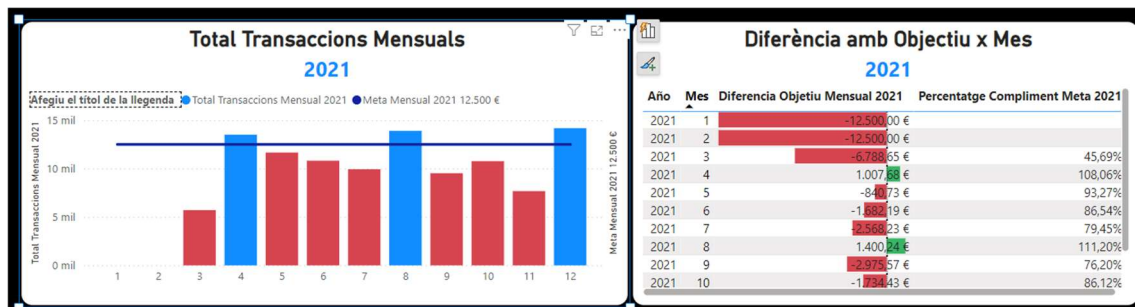 Total Transaccions Mensuals
2021
Afegiu el títol de la llegenda Total Transaccions Mensual 2021 Meta Mensual 2021 12.500 €
Total Transaccions Mensual 2021
15 mil
10 mil
5 mil
0 mil
1 2 3 4 5 6 7 8 9 10 11 12
Meta Mensual 2021 12.500 €
Diferència amb Objectiu x Mes
2021
Año Mes Diferencia Objetiu Mensual 2021 Percentatge Compliment Meta 2021
2021 1 -12.500,00 €
2021 2 -12.500,00 €
2021 3 -6.788,65 € 45,69%
2021 4 1.007,68 € 108,06%
2021 5 -840,73 € 93,27%
2021 6 -1.682,19 € 86,54%
2021 7 -2.568,23 € 79,45%
2021 8 1.400,24 € 111,20%
2021 9 -2.975,57 € 76,20%
2021 10 -1.734,43 € 86,12%